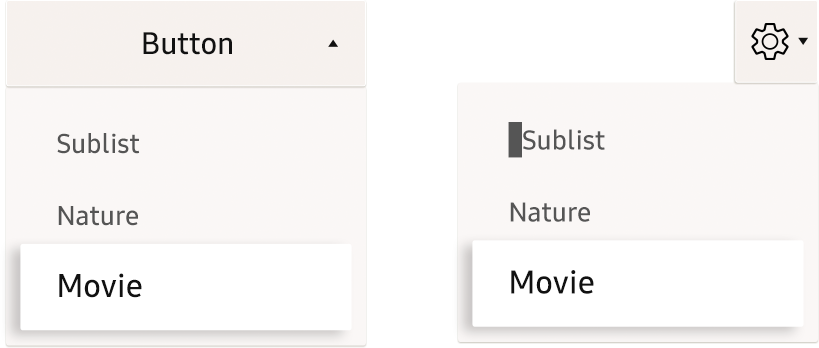 Button
Sublist
Nature
Movie
Sublist
Nature
Movie